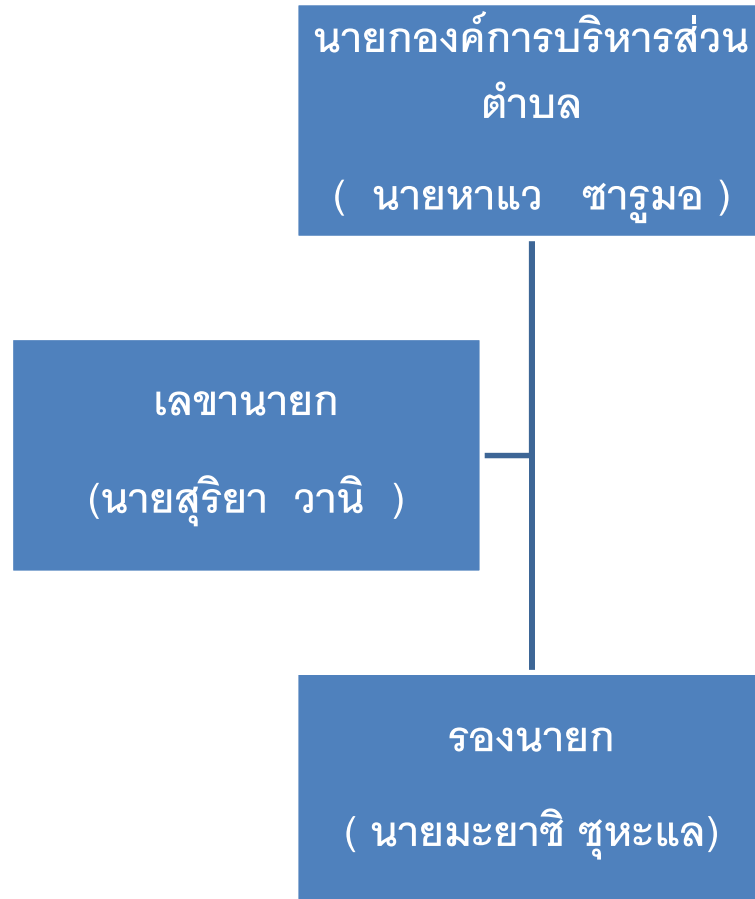 นายกองค์การบริหารส่วน
ตำบล
( นายหาแว ซารูมอ )
เลขานายก
(นายสุริยา วานิ )
รองนายก
( นายมะยาซิ ซุหะแล)